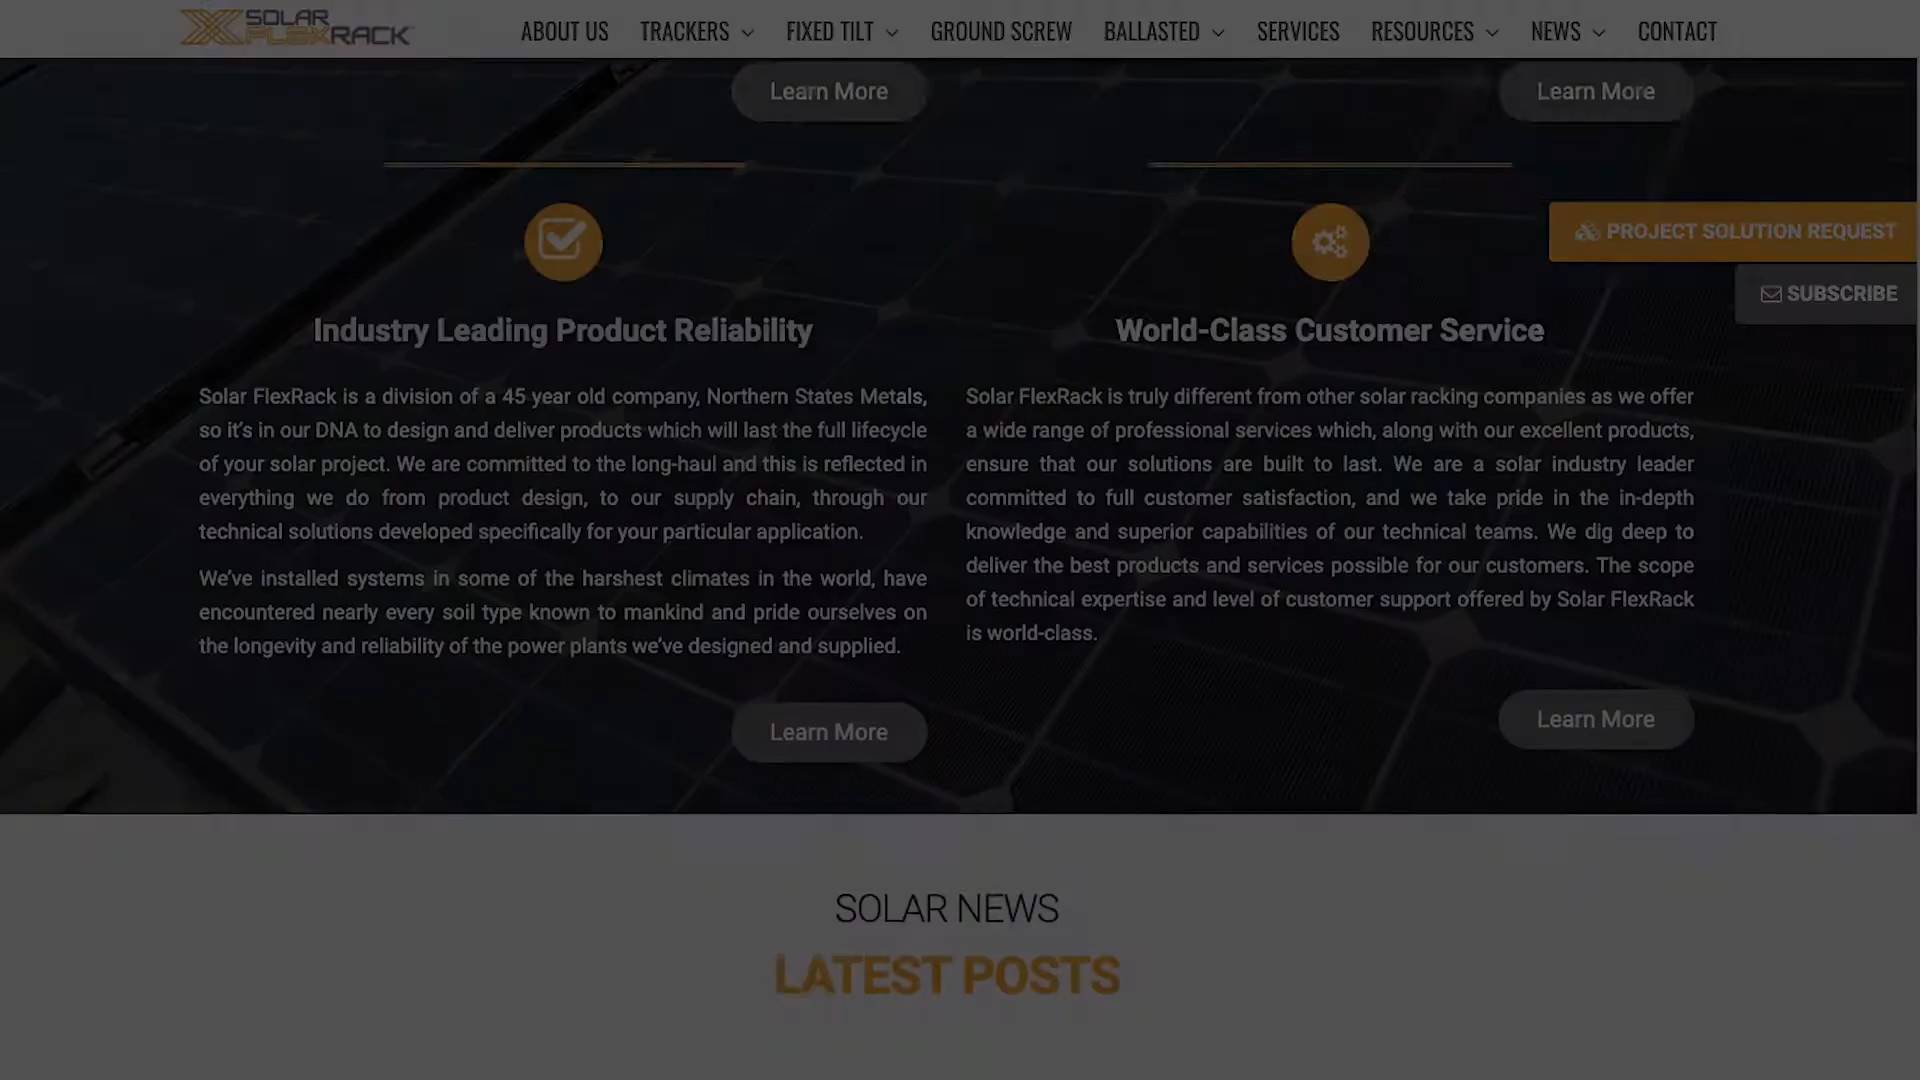 SOLAR
FLEXRACK
ABOUT US
TRACKERS
FIXED TILT
GROUND SCREW
BALLASTED
SERVICES
RESOURCES
NEWS
CONTACT
Learn More
Learn More
PROJECT SOLUTION REQUEST
SUBSCRIBE
Industry Leading Product Reliability
Solar FlexRack is a division of a 45 year old company, Northern States Metals,
so it’s in our DNA to design and deliver products which will last the full lifecycle
of your solar project. We are committed to the long-haul and this is reflected in
everything we do from product design, to our supply chain, through our
technical solutions developed specifically for your particular application.
We’ve installed systems in some of the harshest climates in the world, have
encountered nearly every soil type known to mankind and pride ourselves on
the longevity and reliability of the power plants we’ve designed and supplied.
Learn More
World-Class Customer Service
Solar FlexRack is truly different from other solar racking companies as we offer
a wide range of professional services which, along with our excellent products,
ensure that our solutions are built to last. We are a solar industry leader
committed to full customer satisfaction, and we take pride in the in-depth
knowledge and superior capabilities of our technical teams. We dig deep to
deliver the best products and services possible for our customers. The scope
of technical expertise and level of customer support offered by Solar FlexRack
is world-class.
Learn More
SOLAR NEWS
LATEST POSTS